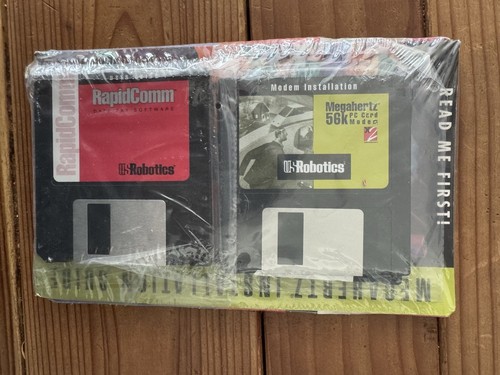 RapidComm
RapidComm
U.S. Robotics
Modem Installation
Megahertz
56k PC Card
Modem
U.S. Robotics
READ ME FIRST!
MEGAHERTZ INSTALLATION GUIDE